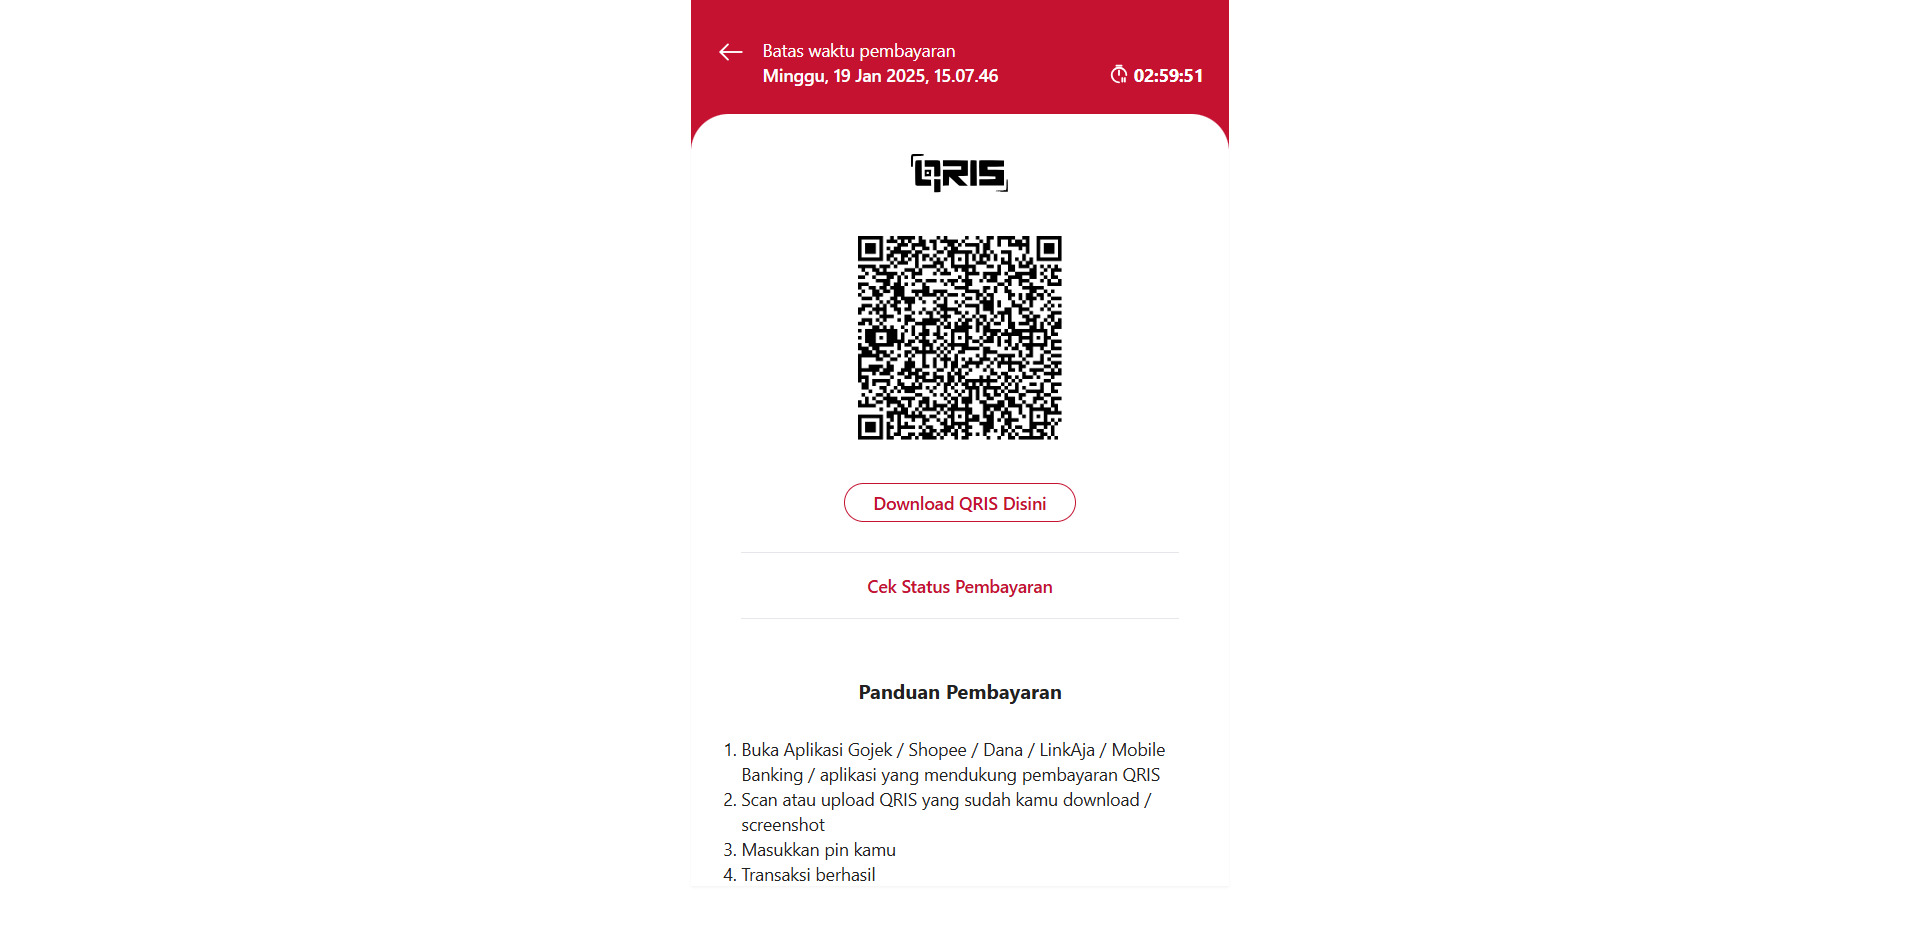 Batas waktu pembayaran
Minggu, 19 Jan 2025, 15.07.46
02:59:51
QRIS
Download QRIS Disini
Cek Status Pembayaran
Panduan Pembayaran
1. Buka Aplikasi Gojek / Shopee / Dana / LinkAja / Mobile
Banking / aplikasi yang mendukung pembayaran QRIS
2. Scan atau upload QRIS yang sudah kamu download /
screenshot
3. Masukkan pin kamu
4. Transaksi berhasil